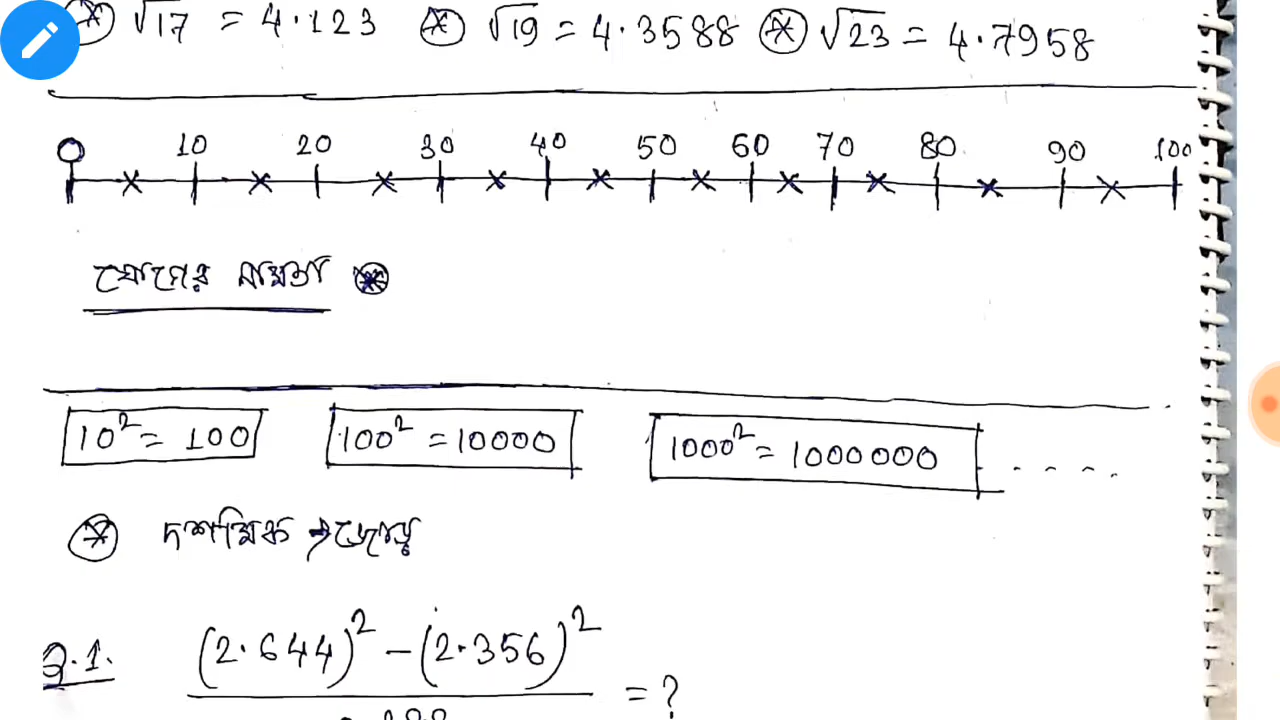 * √17 = 4.123 * √19 = 4.3588 * √23 = 4.7958
0 10 20 30 40 50 60 70 80 90 100
যোগের নামতা *
10² = 100 100² = 10000 1000² = 1000000 . . . . .
* দশমিক → জোড়
Q.1. (2.644)² − (2.356)² = ?